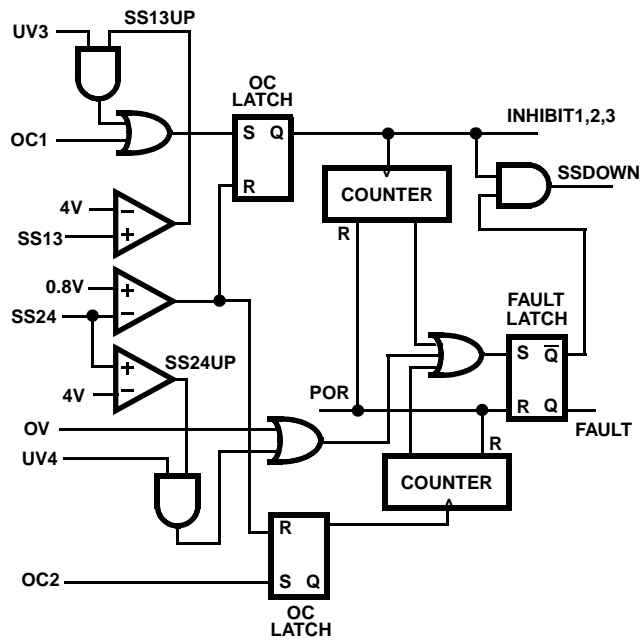 SS13UP
UV3
OC
LATCH
INHIBIT1,2,3
S Q
OC1
SSDOWN
R
COUNTER
4V
–
+
SS13
R
0.8V
+
–
SS24
FAULT
LATCH
S Q
SS24UP
+
–
4V
POR
R Q
OV
FAULT
UV4
R
COUNTER
R
OC2
S Q
OC
LATCH